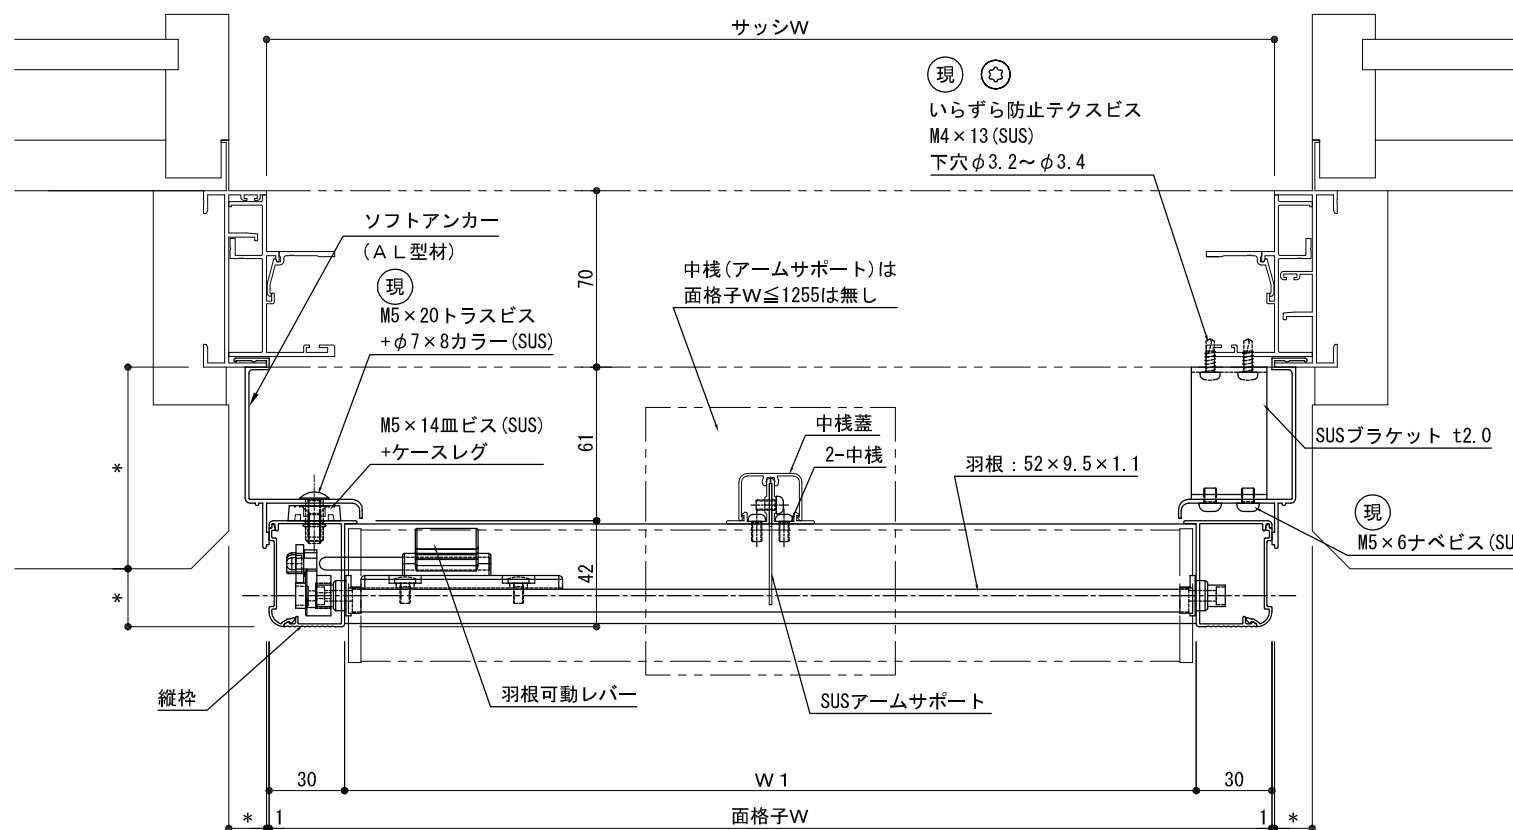 サッシW
現
いらずら防止テクスビス
M4×13(SUS)
下穴φ3.2～φ3.4
ソフトアンカー
(ＡＬ型材)
現
M5×20トラスビス
+φ7×8カラー(SUS)
70
中桟(アームサポート)は
面格子W≦1255は無し
M5×14皿ビス(SUS)
+ケースレグ
61
中桟蓋
2-中桟
羽根：52×9.5×1.1
SUSブラケット t2.0
現
M5×6ナベビス(SU
*
42
*
縦枠
羽根可動レバー
SUSアームサポート
30
W1
30
*
1
面格子W
1
*